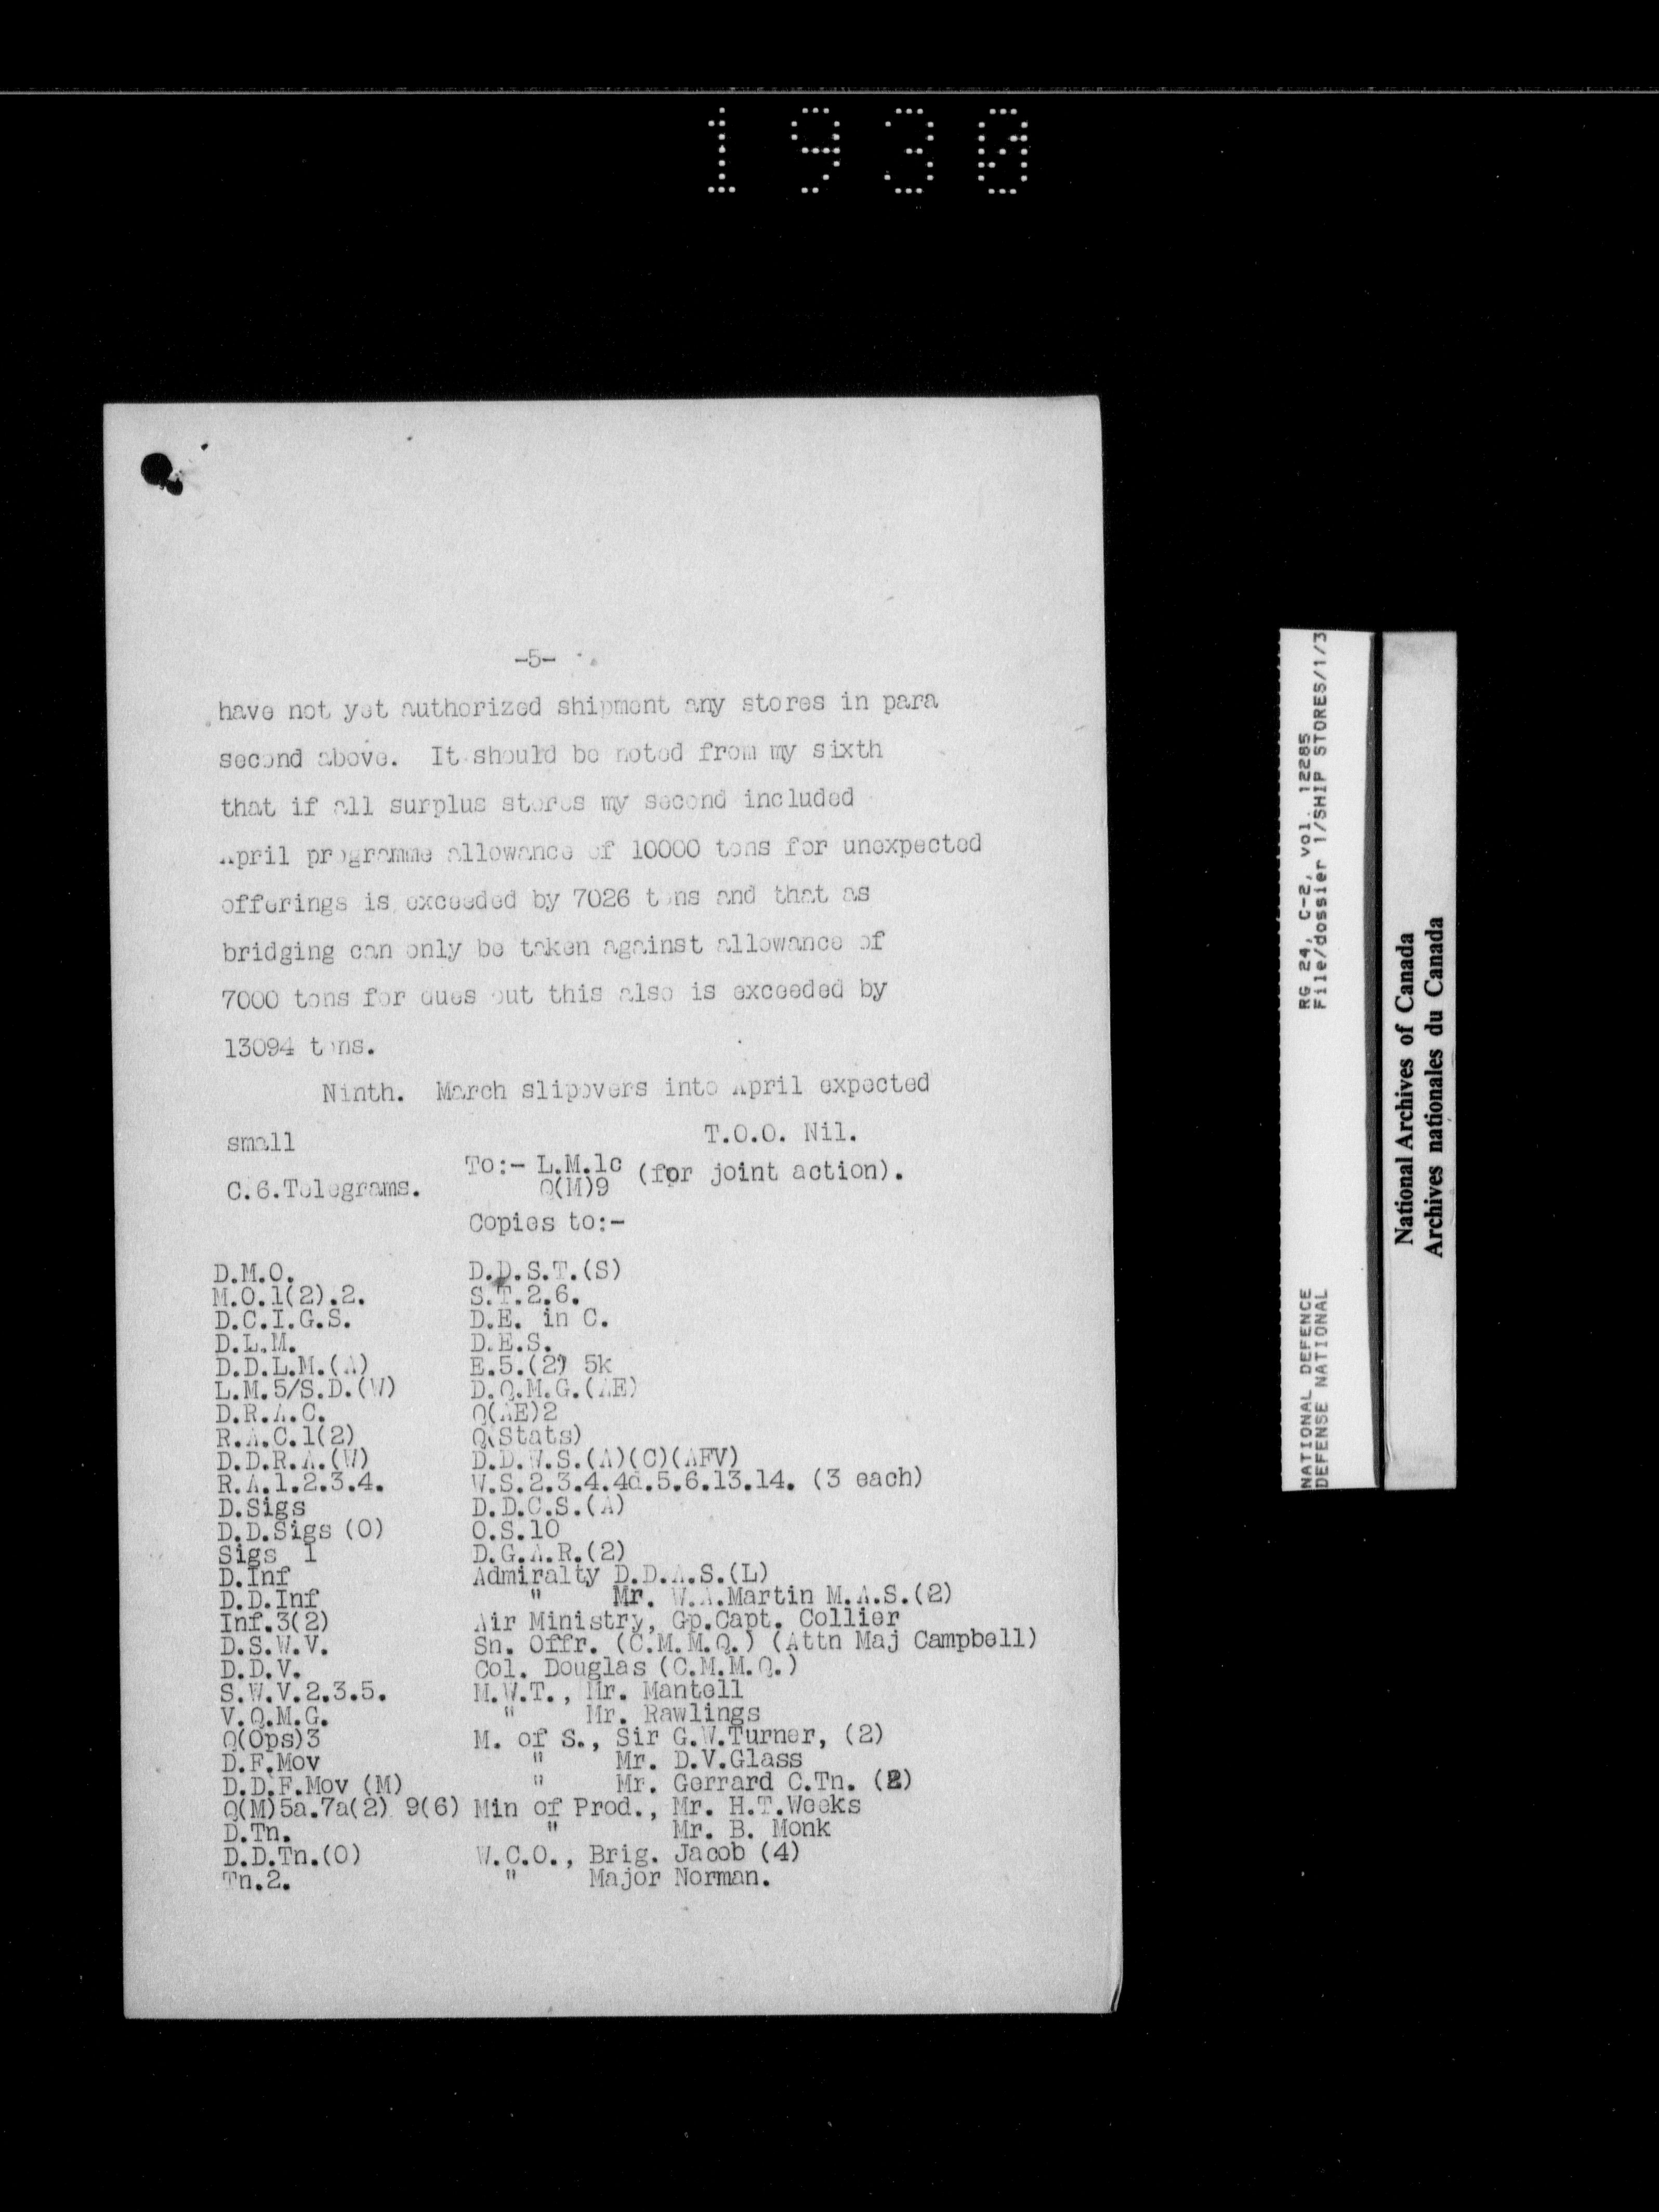 1930
-5-
have not yet authorized shipment any stores in para
second above. It should be noted from my sixth
that if all surplus stores my second included
April programme allowance of 10000 tons for unexpected
offerings is exceeded by 7026 tons and that as
bridging can only be taken against allowance of
7000 tons for dues out this also is exceeded by
13094 tons.
Ninth. March slipovers into April expected
small
T.O.O. Nil.
C.6.Telegrams.
To:- L.M.1c
Q(M)9
(for joint action).
Copies to:-
D.M.O.
M.O.1(2).2.
D.C.I.G.S.
D.L.M.
D.D.L.M.(A)
L.M.5/S.D.(W)
D.R.A.C.
R.A.C.1(2)
D.D.R.A.(W)
R.A.1.2.3.4.
D.Sigs
D.D.Sigs (O)
Sigs 1
D.Inf
D.D.Inf
Inf.3(2)
D.S.W.V.
D.D.V.
S.W.V.2.3.5.
V.Q.M.G.
Q(Ops)3
D.F.Mov
D.D.F.Mov (M)
Q(M)5a.7a(2) 9(6)
D.Tn.
D.D.Tn.(O)
Tn.2.
D.D.S.T.(S)
S.T.2.6.
D.E. in C.
D.E.S.
E.5.(2) 5k
D.Q.M.G.(AE)
Q(AE)2
Q(Stats)
D.D.W.S.(A)(C)(AFV)
W.S.2.3.4.4d.5.6.13.14. (3 each)
D.D.C.S.(A)
O.S.10
D.G.A.R.(2)
Admiralty D.D.A.S.(L)
" Mr. W.A.Martin M.A.S.(2)
Air Ministry, Gp.Capt. Collier
Sn. Offr. (C.M.M.Q.) (Attn Maj Campbell)
Col. Douglas (C.M.M.Q.)
M.W.T., Mr. Mantell
" Mr. Rawlings
M. of S., Sir G.W.Turner, (2)
" Mr. D.V.Glass
" Mr. Gerrard C.Tn. (2)
Min of Prod., Mr. H.T.Weeks
" Mr. B. Monk
W.C.O., Brig. Jacob (4)
" Major Norman.
NATIONAL DEFENCE RG 24, C-2, vol. 12285
DEFENSE NATIONAL File/dossier 1/SHIP STORES/1/3
National Archives of Canada
Archives nationales du Canada